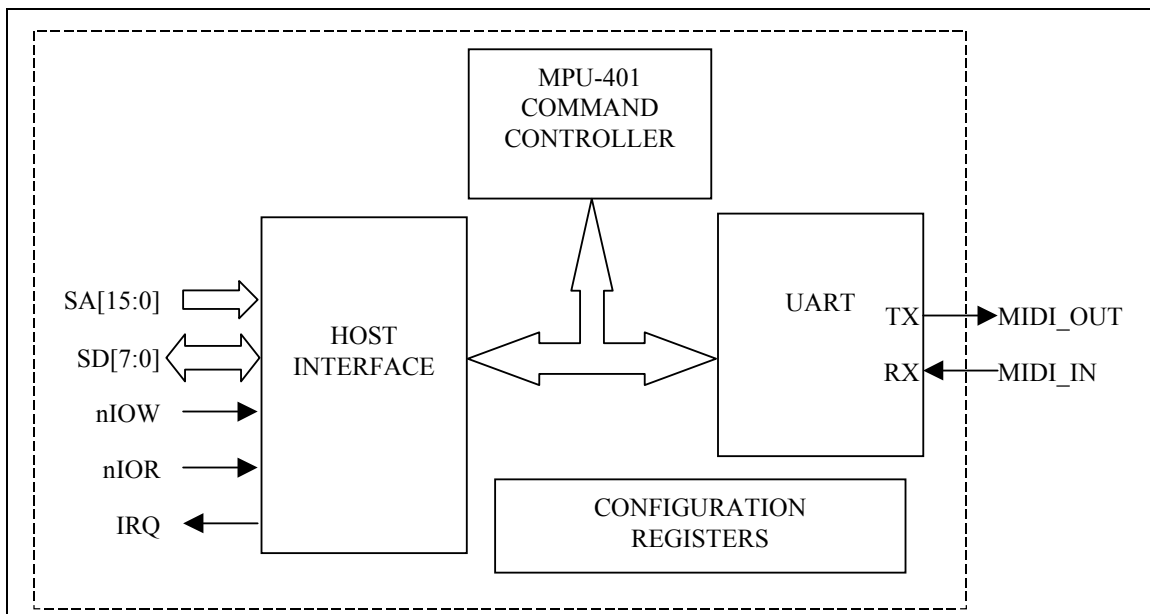 MPU-401
COMMAND
CONTROLLER
SA[15:0]
SD[7:0]
nIOW
nIOR
IRQ
HOST
INTERFACE
UART
TX
RX
MIDI_OUT
MIDI_IN
CONFIGURATION
REGISTERS